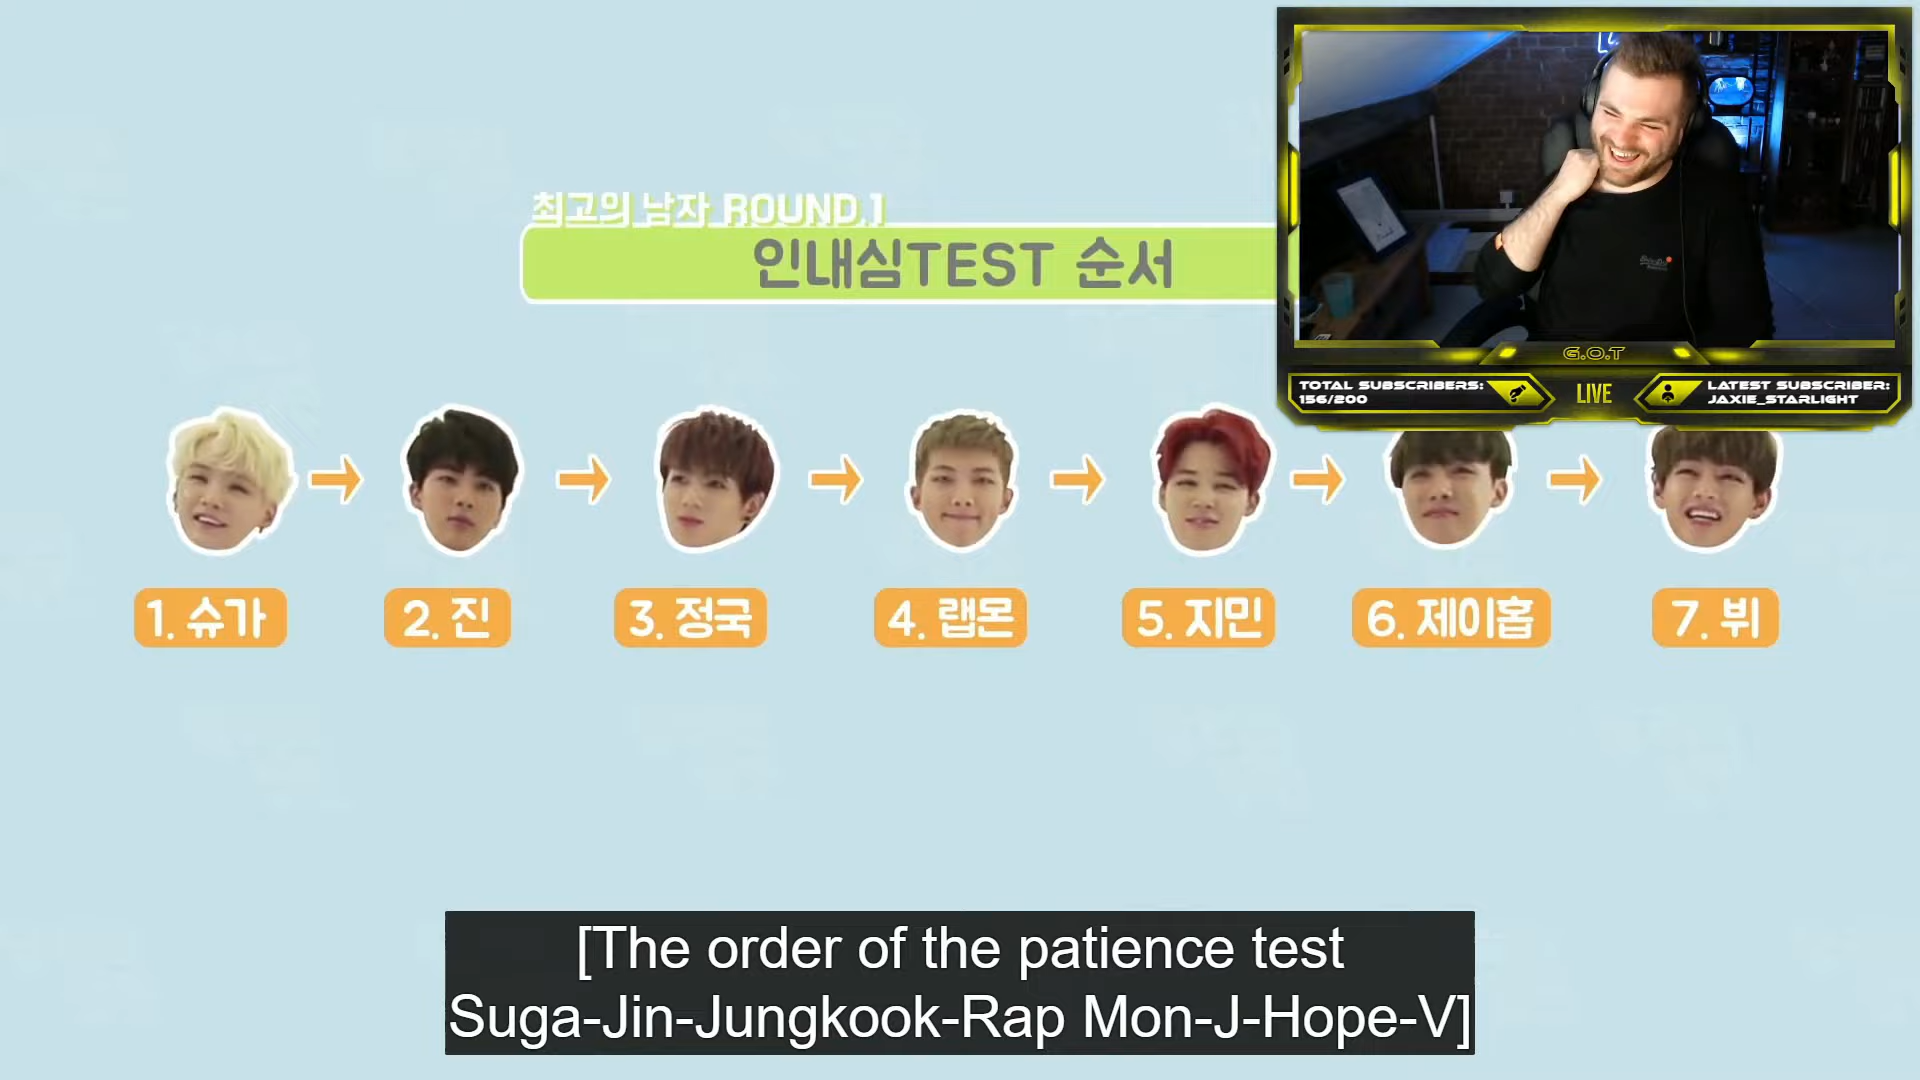 최고의 남자 ROUND.1
인내심TEST 순서
G.O.T
TOTAL SUBSCRIBERS:
156/200
LIVE
LATEST SUBSCRIBER:
JAXIE_STARLIGHT
1. 슈가
2. 진
3. 정국
4. 랩몬
5. 지민
6. 제이홉
7. 뷔
[The order of the patience test
Suga-Jin-Jungkook-Rap Mon-J-Hope-V]